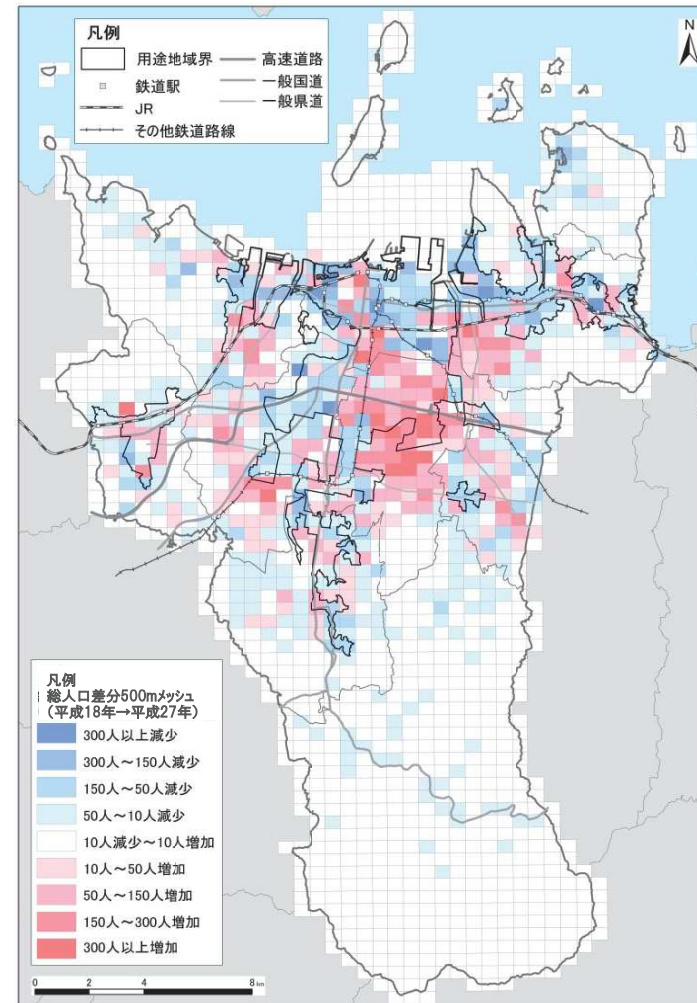 凡例
用途地域界
鉄道駅
JR
その他鉄道路線
高速道路
一般国道
一般県道
N
凡例
総人口差分500mメッシュ
(平成18年→平成27年)
300人以上減少
300人~150人減少
150人~50人減少
50人~10人減少
10人減少~10人増加
10人~50人増加
50人~150人増加
150人~300人増加
300人以上増加
0 2 4 8 km